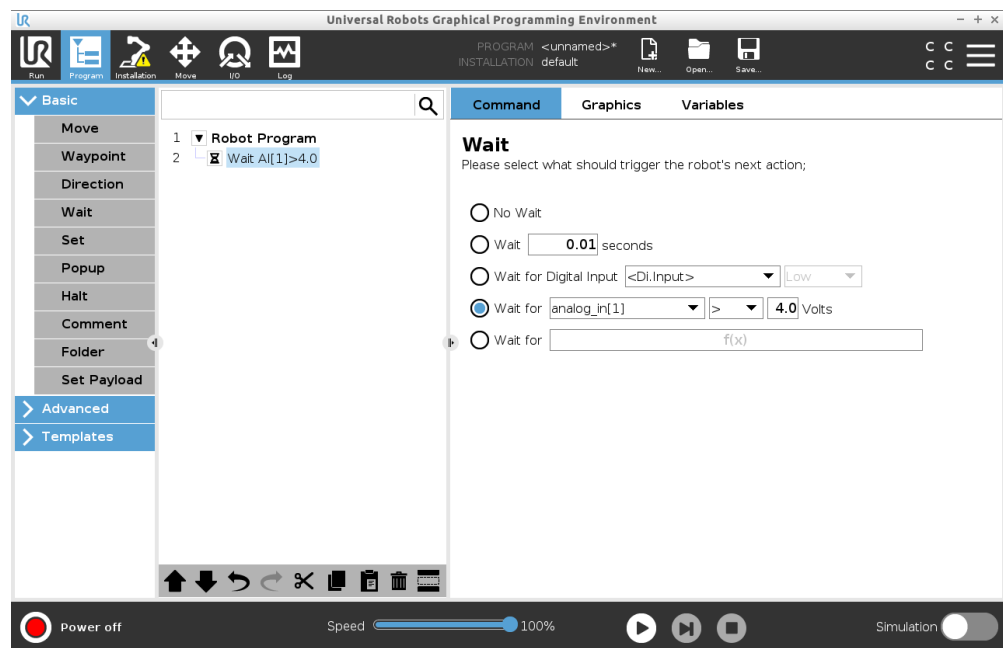 UR
Universal Robots Graphical Programming Environment
UR
Run
Program
Installation
Move
I/O
Log
PROGRAM <unnamed>*
INSTALLATION default
New...
Open...
Save...
C C
C C
Basic
Move
Waypoint
Direction
Wait
Set
Popup
Halt
Comment
Folder
Set Payload
Advanced
Templates
1 Robot Program
2 Wait AI[1]>4.0
Command Graphics Variables
Wait
Please select what should trigger the robot's next action;
No Wait
Wait 0.01 seconds
Wait for Digital Input <Di.Input> Low
Wait for analog_in[1] > 4.0 Volts
Wait for f(x)
Power off
Speed 100%
Simulation